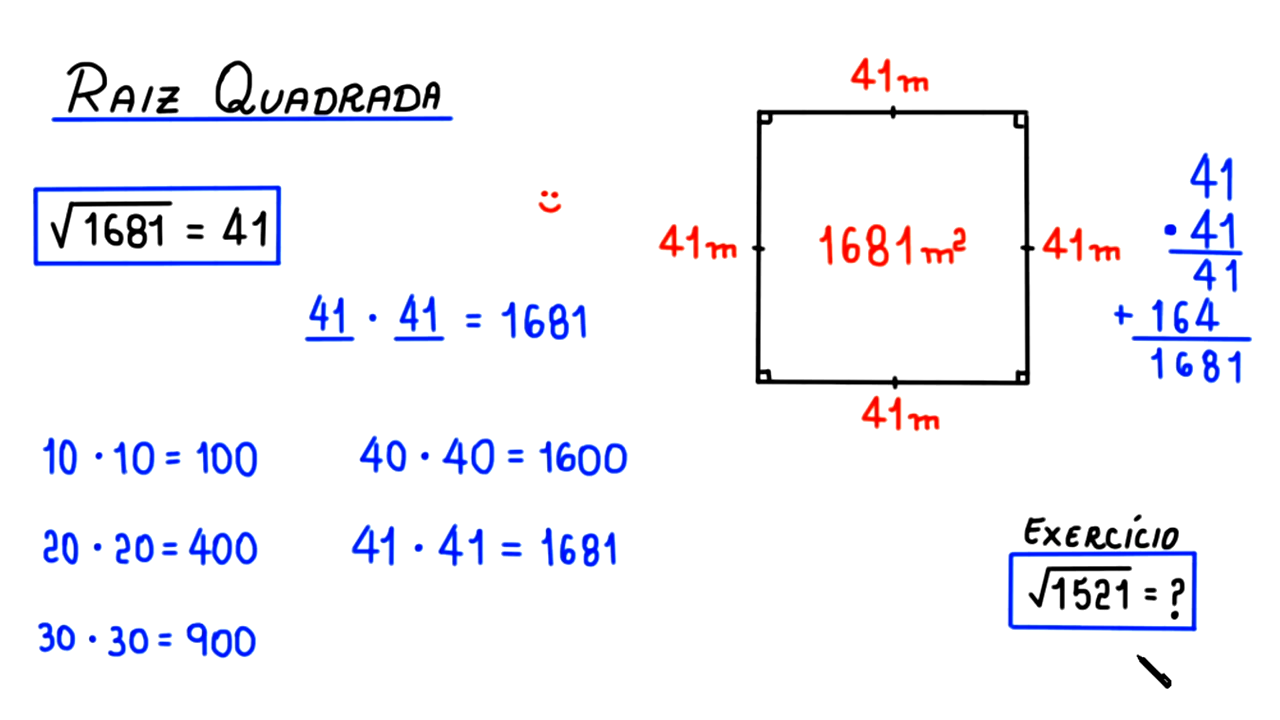 RAIZ QUADRADA
√1681 = 41
41 · 41 = 1681
10 · 10 = 100
20 · 20 = 400
30 · 30 = 900
40 · 40 = 1600
41 · 41 = 1681
41m
41m
1681m²
41m
41m
41
· 41
41
+ 164
1681
EXERCÍCIO
√1521 = ?